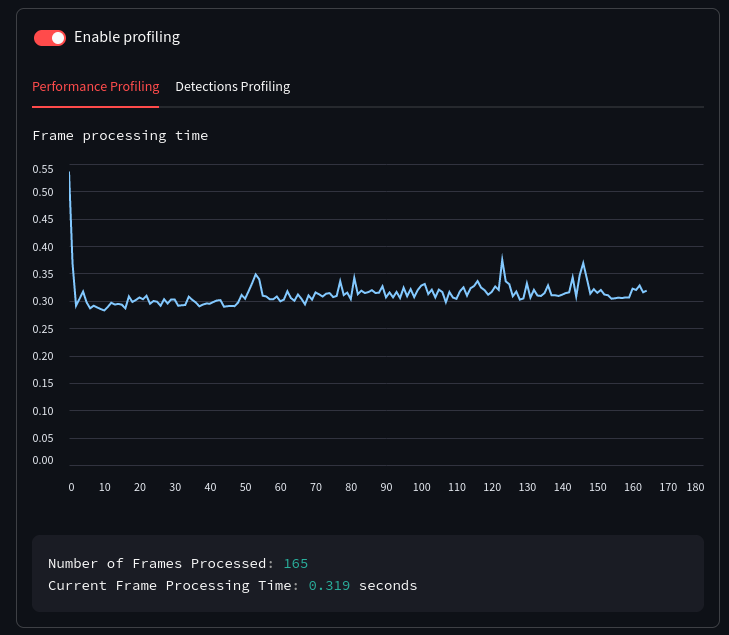 Enable profiling
Performance Profiling Detections Profiling
Frame processing time
0.55
0.50
0.45
0.40
0.35
0.30
0.25
0.20
0.15
0.10
0.05
0.00
0 10 20 30 40 50 60 70 80 90 100 110 120 130 140 150 160 170 180
Number of Frames Processed: 165
Current Frame Processing Time: 0.319 seconds